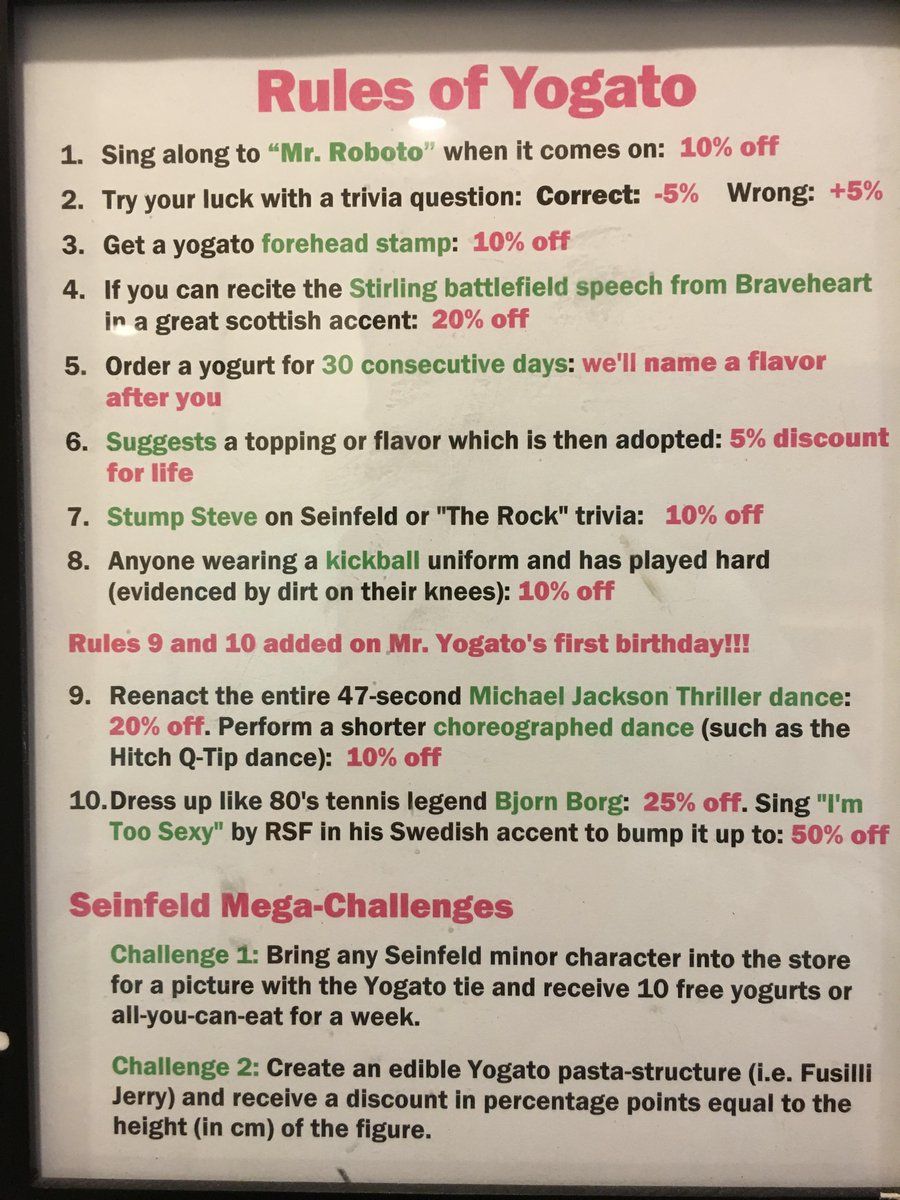 Rules of Yogato
1. Sing along to “Mr. Roboto” when it comes on: 10% off
2. Try your luck with a trivia question: Correct: -5% Wrong: +5%
3. Get a yogato forehead stamp: 10% off
4. If you can recite the Stirling battlefield speech from Braveheart
in a great scottish accent: 20% off
5. Order a yogurt for 30 consecutive days: we'll name a flavor
after you
6. Suggests a topping or flavor which is then adopted: 5% discount
for life
7. Stump Steve on Seinfeld or "The Rock" trivia: 10% off
8. Anyone wearing a kickball uniform and has played hard
(evidenced by dirt on their knees): 10% off
Rules 9 and 10 added on Mr. Yogato's first birthday!!!
9. Reenact the entire 47-second Michael Jackson Thriller dance:
20% off. Perform a shorter choreographed dance (such as the
Hitch Q-Tip dance): 10% off
10. Dress up like 80's tennis legend Bjorn Borg: 25% off. Sing "I'm
Too Sexy" by RSF in his Swedish accent to bump it up to: 50% off
Seinfeld Mega-Challenges
Challenge 1: Bring any Seinfeld minor character into the store
for a picture with the Yogato tie and receive 10 free yogurts or
all-you-can-eat for a week.
Challenge 2: Create an edible Yogato pasta-structure (i.e. Fusilli
Jerry) and receive a discount in percentage points equal to the
height (in cm) of the figure.